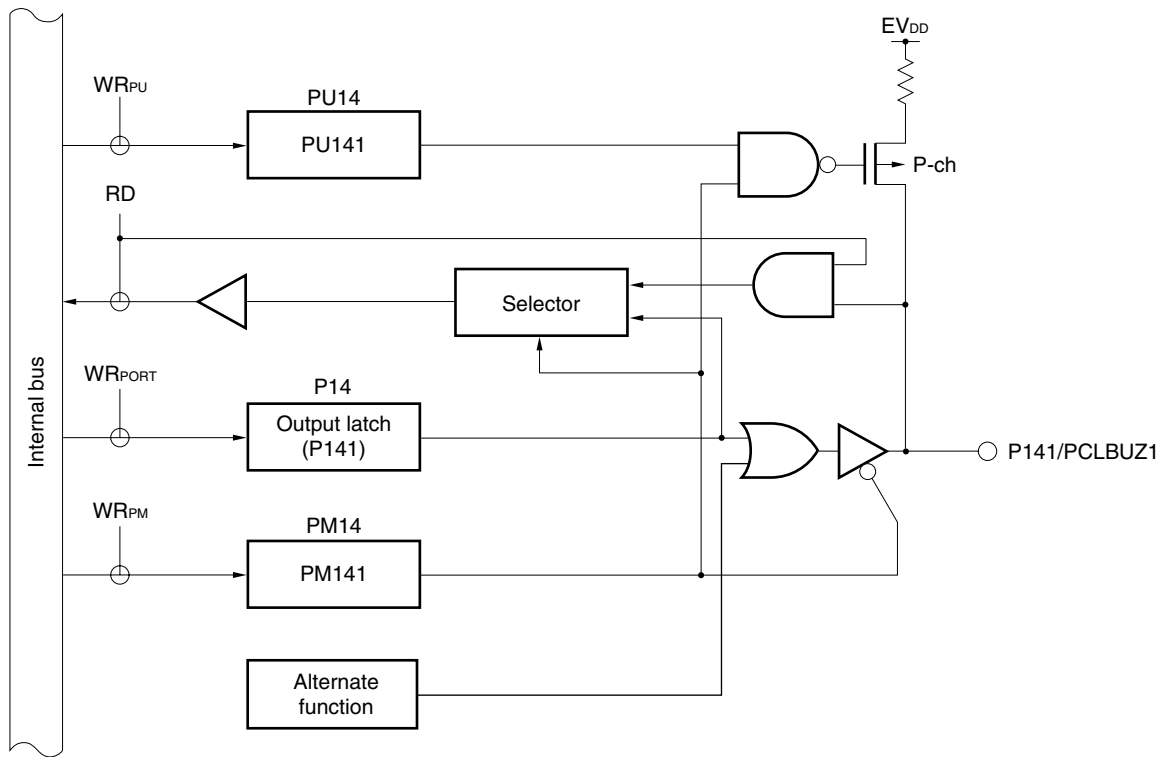 EVDD
WRPU
PU14
PU141
P-ch
RD
Selector
Internal bus
WRPORT
P14
Output latch
(P141)
P141/PCLBUZ1
WRPM
PM14
PM141
Alternate
function